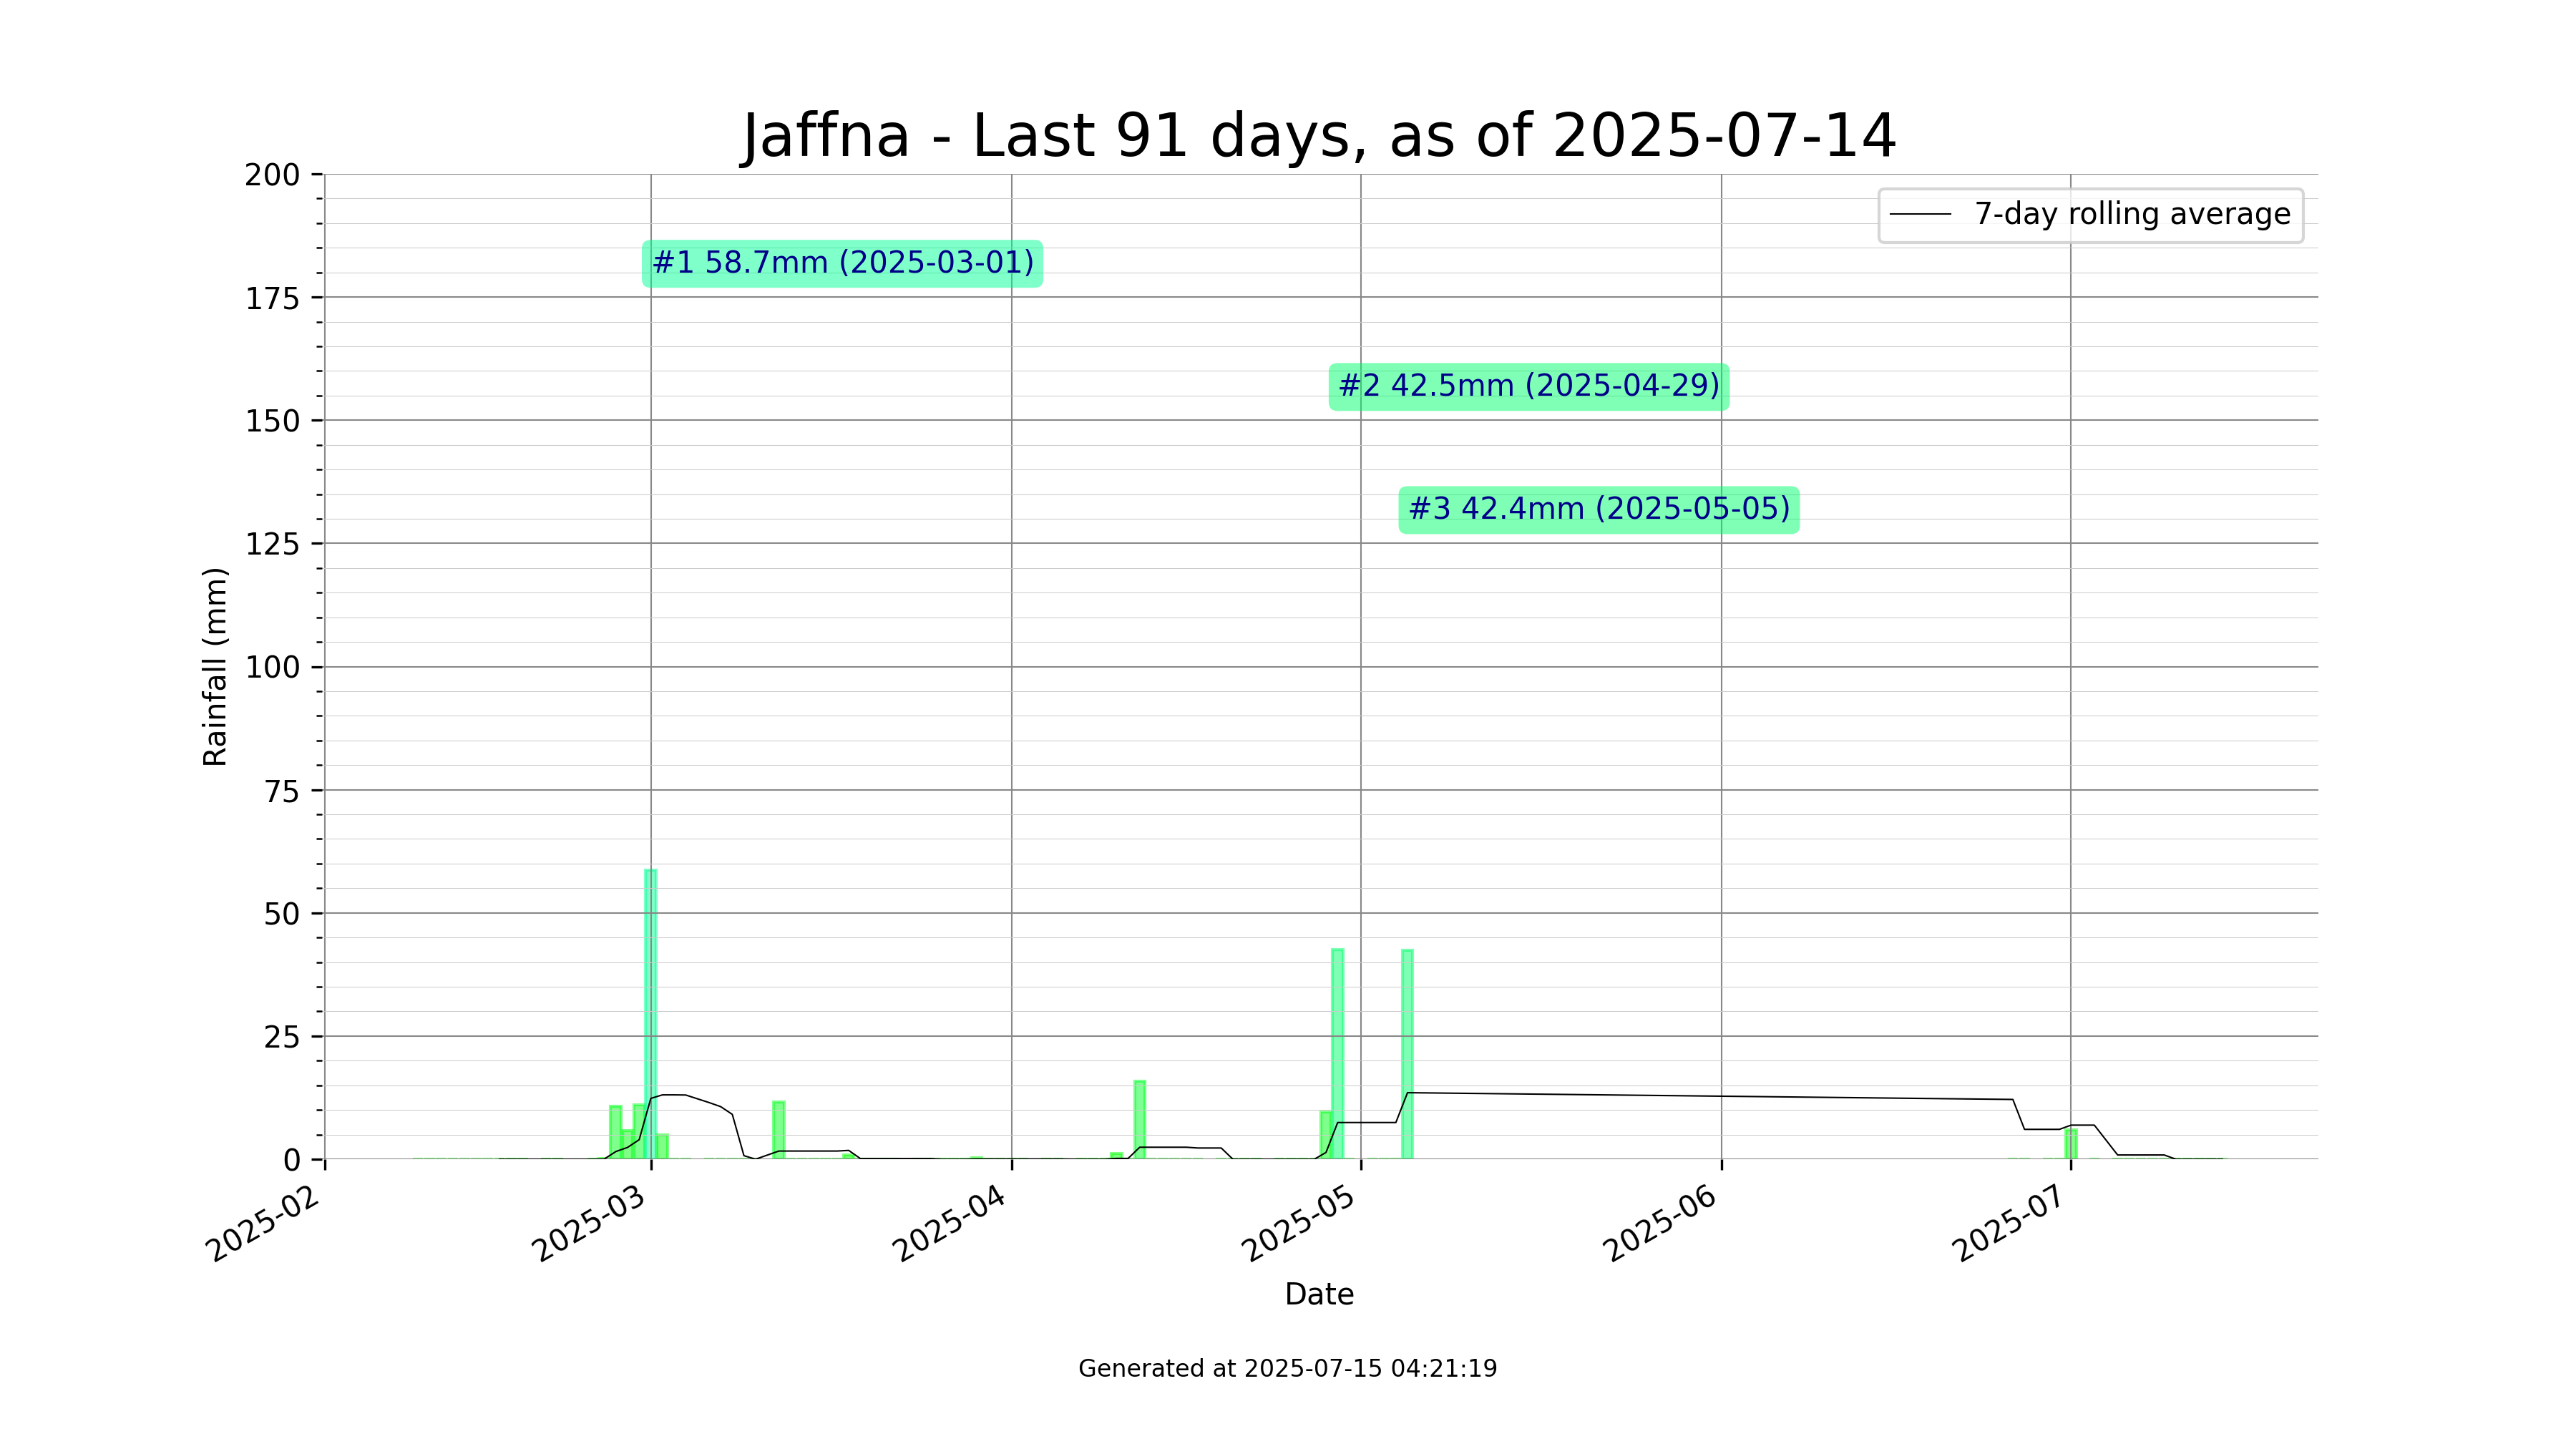 Jaffna - Last 91 days, as of 2025-07-14
7-day rolling average
#1 58.7mm (2025-03-01)
#2 42.5mm (2025-04-29)
#3 42.4mm (2025-05-05)
Rainfall (mm)
200
175
150
125
100
75
50
25
0
2025-02
2025-03
2025-04
2025-05
2025-06
2025-07
Date
Generated at 2025-07-15 04:21:19